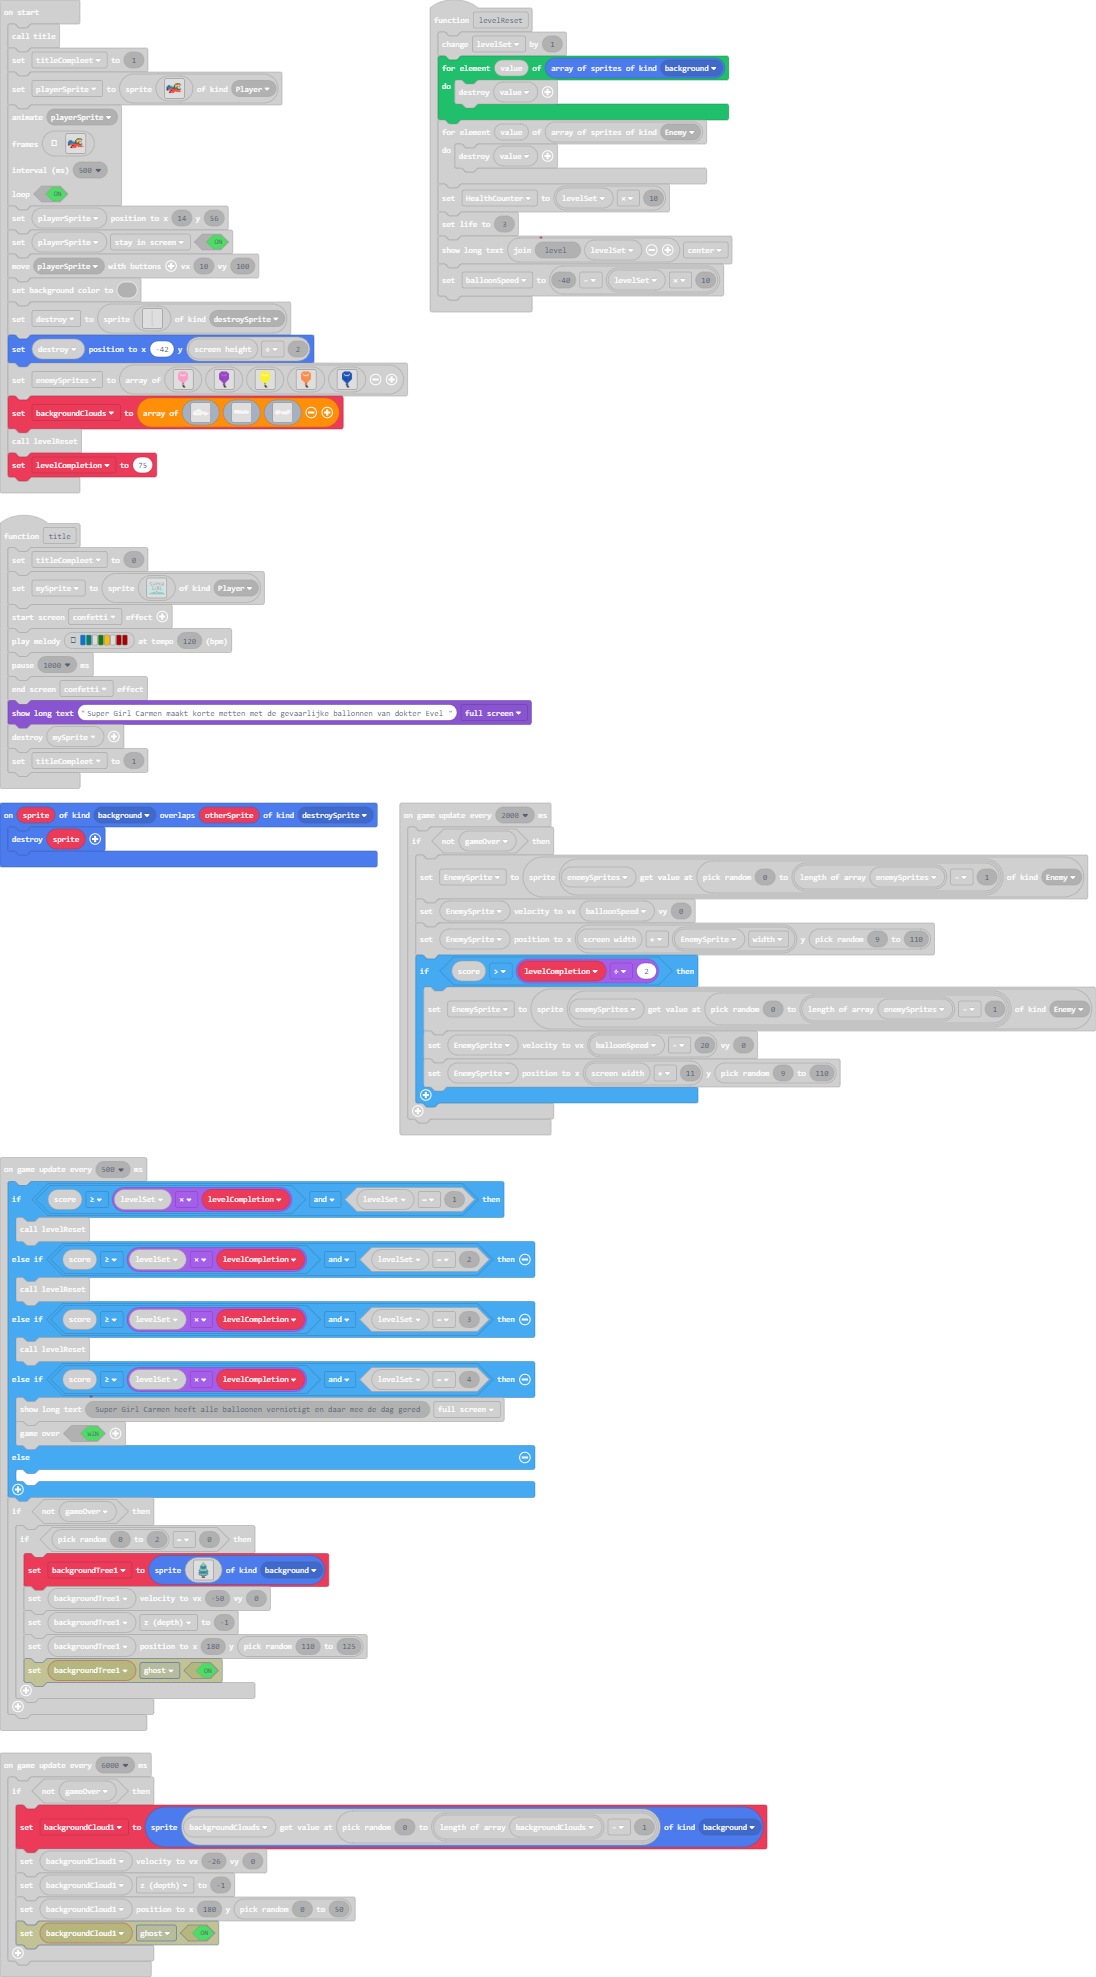 on start
call title
set titleCompleet to 1
set playerSprite to sprite of kind Player
animate playerSprite
frames
interval (ms) 500
loop ON
set playerSprite position to x 14 y 56
set playerSprite stay in screen ON
move playerSprite with buttons vx 10 vy 100
set background color to
set destroy to sprite of kind destroySprite
set destroy position to x -42 y screen height ÷ 2
set enemySprites to array of
set backgroundClouds to array of
call levelReset
set levelCompletion to 75
function levelReset
change levelSet by 1
for element value of array of sprites of kind background
do
destroy value
for element value of array of sprites of kind Enemy
do
destroy value
set HealthCounter to levelSet × 10
set life to 3
show long text join level levelSet center
set balloonSpeed to -40 - levelSet × 10
function title
set titleCompleet to 0
set mySprite to sprite of kind Player
start screen confetti effect
play melody at tempo 120 (bpm)
pause 1000 ms
end screen confetti effect
show long text "Super Girl Carmen maakt korte metten met de gevaarlijke ballonnen van dokter Evel " full screen
destroy mySprite
set titleCompleet to 1
on sprite of kind background overlaps otherSprite of kind destroySprite
destroy sprite
on game update every 2000 ms
if not gameOver then
set EnemySprite to sprite enemySprites get value at pick random 0 to length of array enemySprites - 1 of kind Enemy
set EnemySprite velocity to vx balloonSpeed vy 0
set EnemySprite position to x screen width + EnemySprite width y pick random 9 to 110
if score > levelCompletion ÷ 2 then
set EnemySprite to sprite enemySprites get value at pick random 0 to length of array enemySprites - 1 of kind Enemy
set EnemySprite velocity to vx balloonSpeed - 20 vy 0
set EnemySprite position to x screen width + 11 y pick random 9 to 110
on game update every 500 ms
if score ≥ levelSet × levelCompletion and levelSet = 1 then
call levelReset
else if score ≥ levelSet × levelCompletion and levelSet = 2 then
call levelReset
else if score ≥ levelSet × levelCompletion and levelSet = 3 then
call levelReset
else if score ≥ levelSet × levelCompletion and levelSet = 4 then
show long text Super Girl Carmen heeft alle balloonen vernietigt en daar mee de dag gered full screen
game over WIN
else
if not gameOver then
if pick random 0 to 2 = 0 then
set backgroundTree1 to sprite of kind background
set backgroundTree1 velocity to vx -50 vy 0
set backgroundTree1 z (depth) to -1
set backgroundTree1 position to x 180 y pick random 110 to 125
set backgroundTree1 ghost ON
on game update every 6000 ms
if not gameOver then
set backgroundCloud1 to sprite backgroundClouds get value at pick random 0 to length of array backgroundClouds - 1 of kind background
set backgroundCloud1 velocity to vx -26 vy 0
set backgroundCloud1 z (depth) to -1
set backgroundCloud1 position to x 180 y pick random 0 to 50
set backgroundCloud1 ghost ON